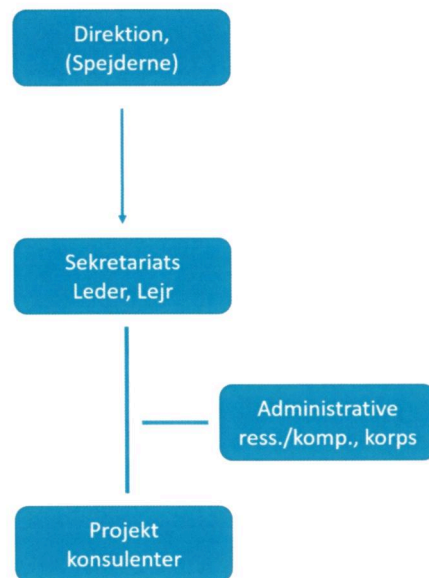 Direktion,
(Spejderne)
Sekretariats
Leder, Lejr
Administrative
ress./komp., korps
Projekt
konsulenter